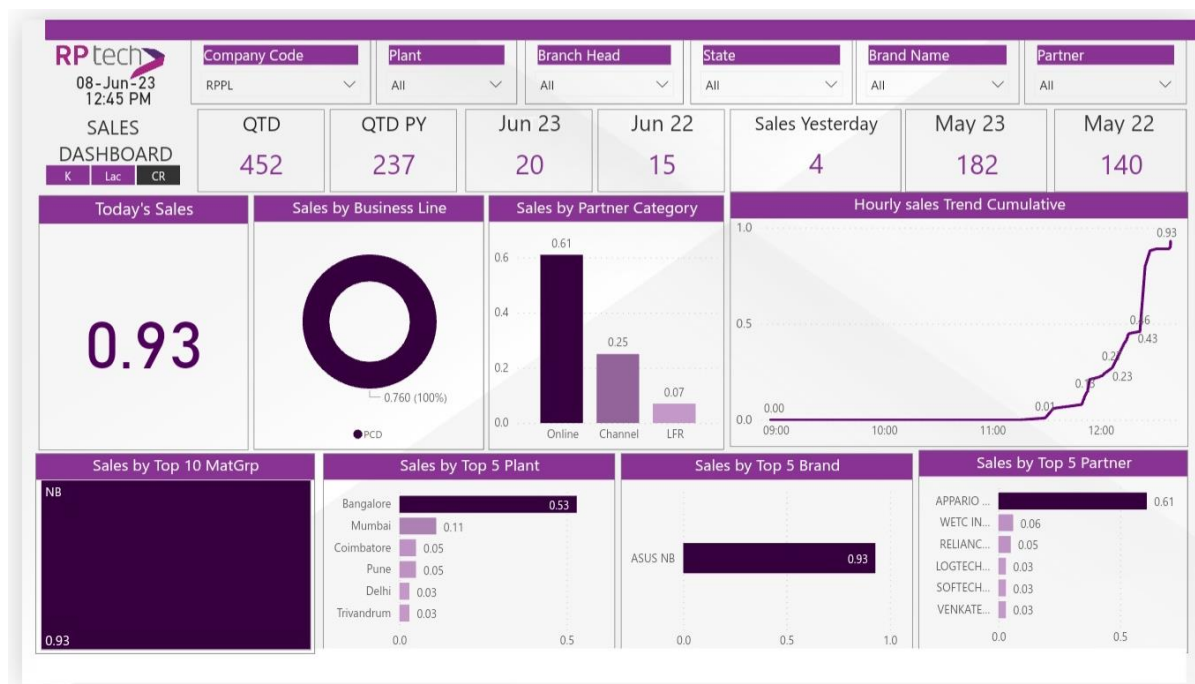 RP tech
08-Jun-23
12:45 PM
Company Code
RPPL
Plant
All
Branch Head
All
State
All
Brand Name
All
Partner
All
SALES
DASHBOARD
K Lac CR
QTD
452
QTD PY
237
Jun 23
20
Jun 22
15
Sales Yesterday
4
May 23
182
May 22
140
Today's Sales
0.93
Sales by Business Line
0.760 (100%)
PCD
Sales by Partner Category
0.6
0.4
0.2
0.0
0.61
0.25
0.07
Online Channel LFR
Hourly sales Trend Cumulative
1.0
0.5
0.0
0.00
0.01
0.23
0.43
0.93
09:00 10:00 11:00 12:00
Sales by Top 10 MatGrp
NB
0.93
Sales by Top 5 Plant
Bangalore 0.53
Mumbai 0.11
Coimbatore 0.05
Pune 0.05
Delhi 0.03
Trivandrum 0.03
0.0 0.5
Sales by Top 5 Brand
ASUS NB 0.93
0.0 0.5 1.0
Sales by Top 5 Partner
APPARIO ... 0.61
WETC IN... 0.06
RELIANC... 0.05
LOGTECH... 0.03
SOFTECH... 0.03
VENKATE... 0.03
0.0 0.5